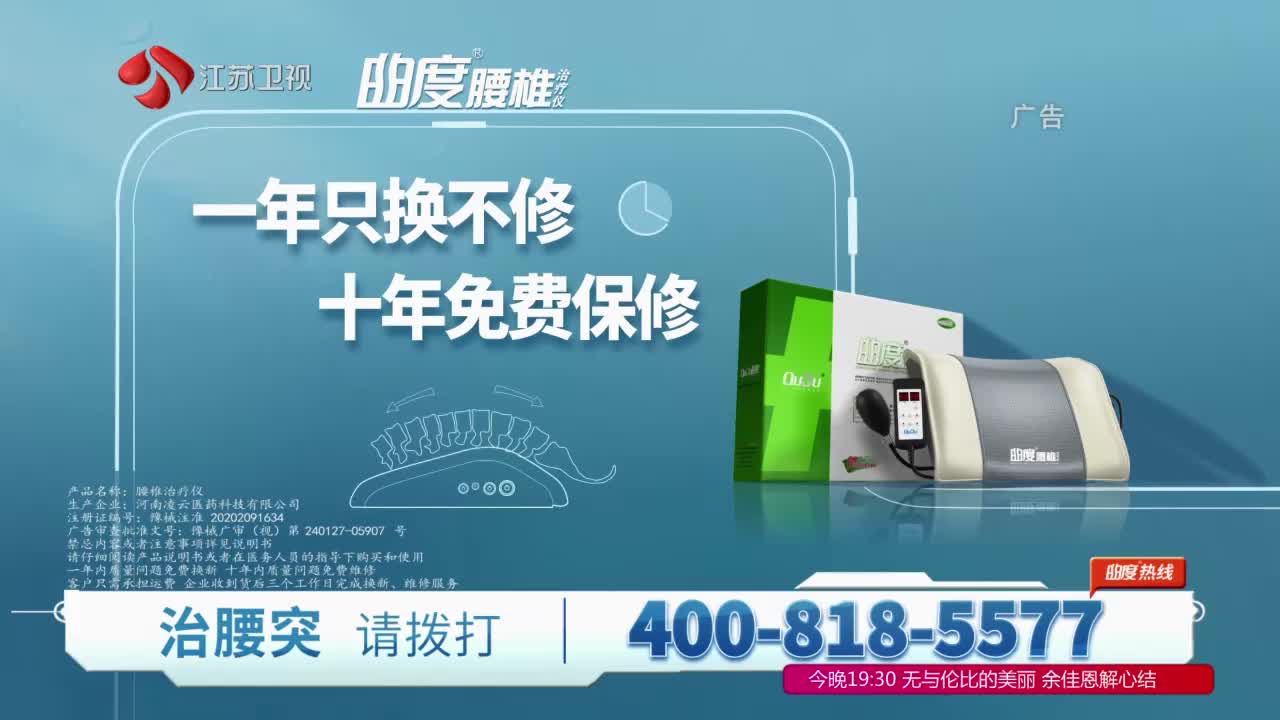 江苏卫视
曲度®腰椎治疗仪
广告
一年只换不修
十年免费保修
曲度
QuDu
QuDu
曲度腰椎
产品名称：腰椎治疗仪
生产企业：河南凌云医药科技有限公司
注册证编号：豫械注准 20202091634
广告审查批准文号：豫械广审（视）第 240127-05907 号
禁忌内容或者注意事项详见说明书
请仔细阅读产品说明书或者在医务人员的指导下购买和使用
一年内质量问题免费换新 十年内质量问题免费维修
客户只需承担运费 企业收到货后三个工作日完成换新、维修服务
曲度®热线
治腰突 请拨打 400-818-5577
今晚19:30 无与伦比的美丽 余佳恩解心结